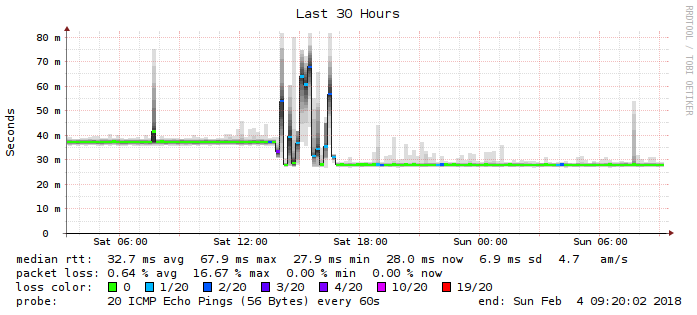 Last 30 Hours
RRDTOOL / TOBI OETIKER
Seconds
80 m
70 m
60 m
50 m
40 m
30 m
20 m
10 m
0
Sat 06:00 Sat 12:00 Sat 18:00 Sun 00:00 Sun 06:00
median rtt: 32.7 ms avg 67.9 ms max 27.9 ms min 28.0 ms now 6.9 ms sd 4.7 am/s
packet loss: 0.64 % avg 16.67 % max 0.00 % min 0.00 % now
loss color: 0 1/20 2/20 3/20 4/20 10/20 19/20
probe: 20 ICMP Echo Pings (56 Bytes) every 60s end: Sun Feb 4 09:20:02 2018